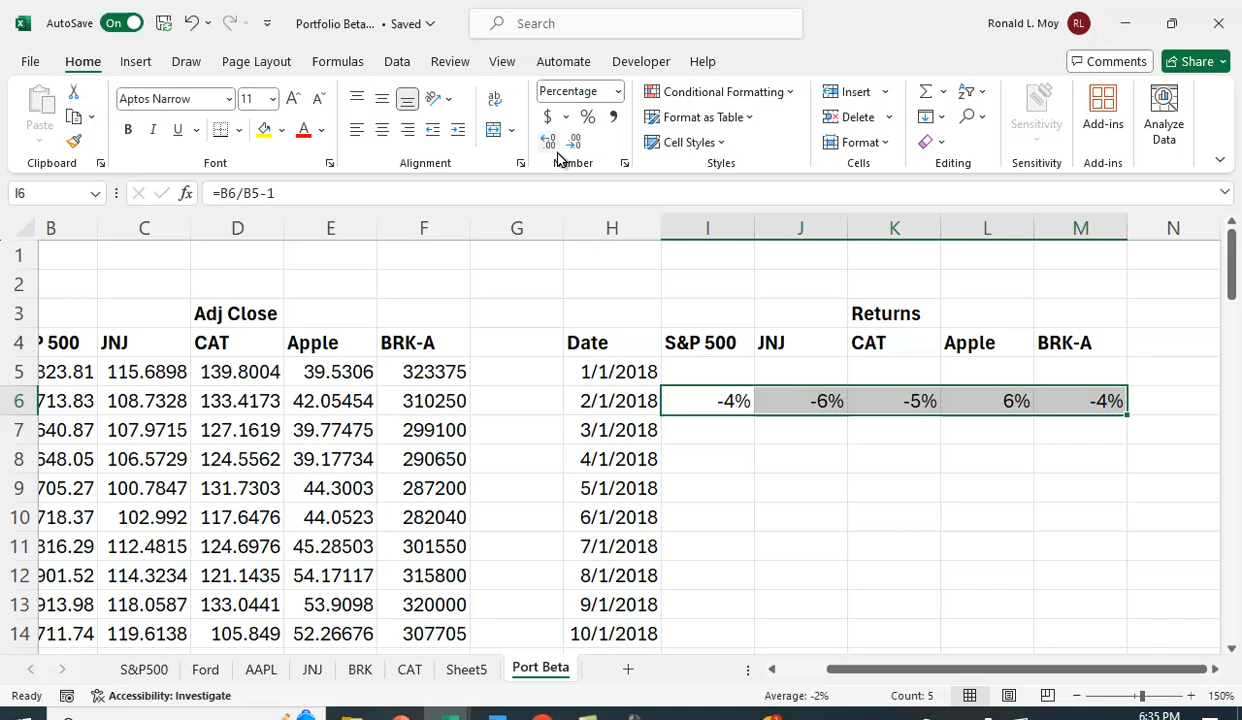 AutoSave On Portfolio Beta... • Saved Search Ronald L. Moy RL
File Home Insert Draw Page Layout Formulas Data Review View Automate Developer Help Comments Share
Paste Aptos Narrow 11 A A ab Percentage Conditional Formatting Insert Sensitivity Add-ins Analyze Data
B I U A $ % , Format as Table Delete
Cell Styles Format
Clipboard Font Alignment Number Styles Cells Editing Sensitivity Add-ins
I6 fx =B6/B5-1
B C D E F G H I J K L M N
1
2
3 Adj Close Returns
4 P 500 JNJ CAT Apple BRK-A Date S&P 500 JNJ CAT Apple BRK-A
5 323.81 115.6898 139.8004 39.5306 323375 1/1/2018
6 713.83 108.7328 133.4173 42.05454 310250 2/1/2018 -4% -6% -5% 6% -4%
7 640.87 107.9715 127.1619 39.77475 299100 3/1/2018
8 648.05 106.5729 124.5562 39.17734 290650 4/1/2018
9 705.27 100.7847 131.7303 44.3003 287200 5/1/2018
10 718.37 102.992 117.6476 44.0523 282040 6/1/2018
11 316.29 112.4815 124.6976 45.28503 301550 7/1/2018
12 901.52 114.3234 121.1435 54.17117 315800 8/1/2018
13 913.98 118.0587 133.0441 53.9098 320000 9/1/2018
14 711.74 119.6138 105.849 52.26676 307705 10/1/2018
S&P500 Ford AAPL JNJ BRK CAT Sheet5 Port Beta
Ready Accessibility: Investigate Average: -2% Count: 5 150%
6:35 PM